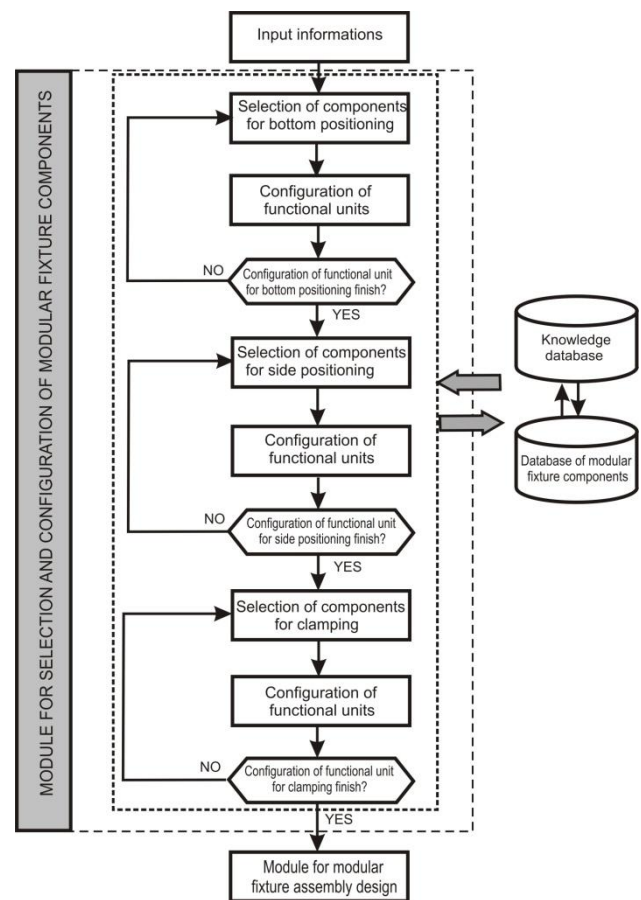 Input informations
MODULE FOR SELECTION AND CONFIGURATION OF MODULAR FIXTURE COMPONENTS
Selection of components
for bottom positioning
Configuration of
functional units
NO
Configuration of functional unit
for bottom positioning finish?
YES
Selection of components
for side positioning
Configuration of
functional units
NO
Configuration of functional unit
for side positioning finish?
YES
Selection of components
for clamping
Configuration of
functional units
NO
Configuration of functional unit
for clamping finish?
YES
Module for modular
fixture assembly design
Knowledge
database
Database of modular
fixture components